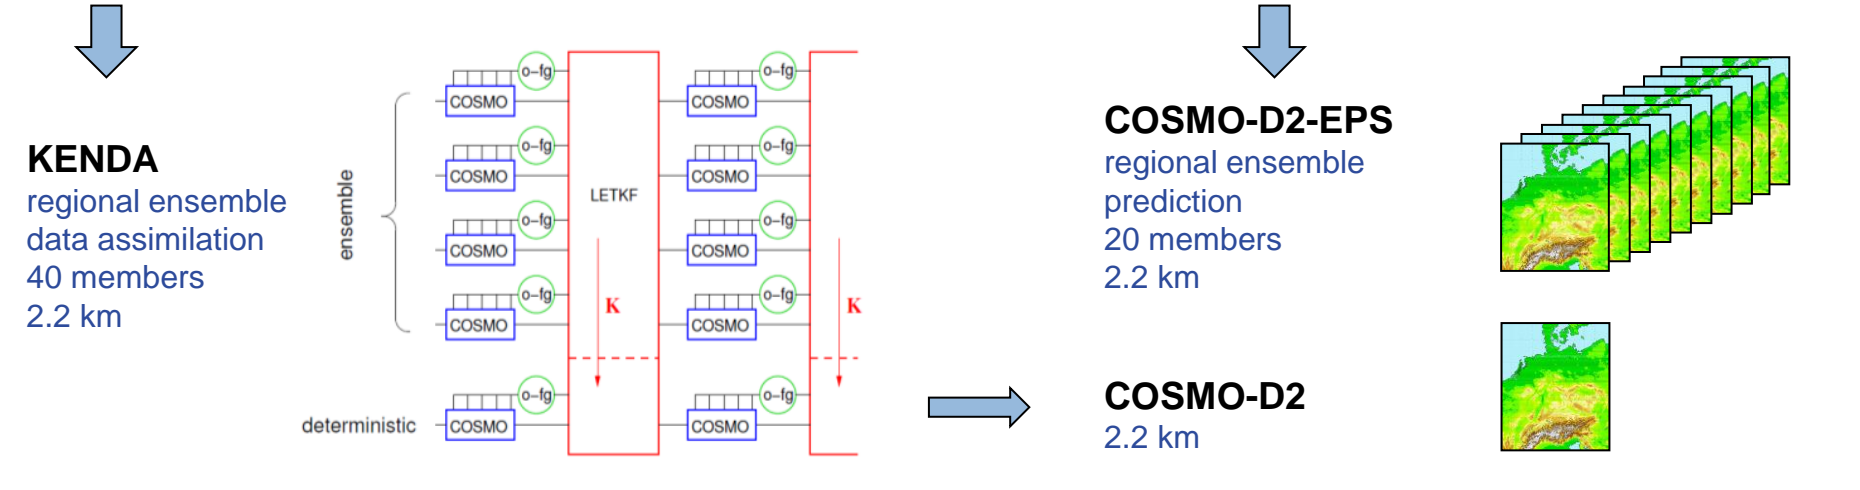 KENDA
regional ensemble
data assimilation
40 members
2.2 km
ensemble
deterministic
o-fg
COSMO
o-fg
COSMO
o-fg
COSMO
o-fg
COSMO
o-fg
COSMO
LETKF
K
o-fg
COSMO
o-fg
COSMO
o-fg
COSMO
o-fg
COSMO
o-fg
COSMO
K
COSMO-D2-EPS
regional ensemble
prediction
20 members
2.2 km
COSMO-D2
2.2 km